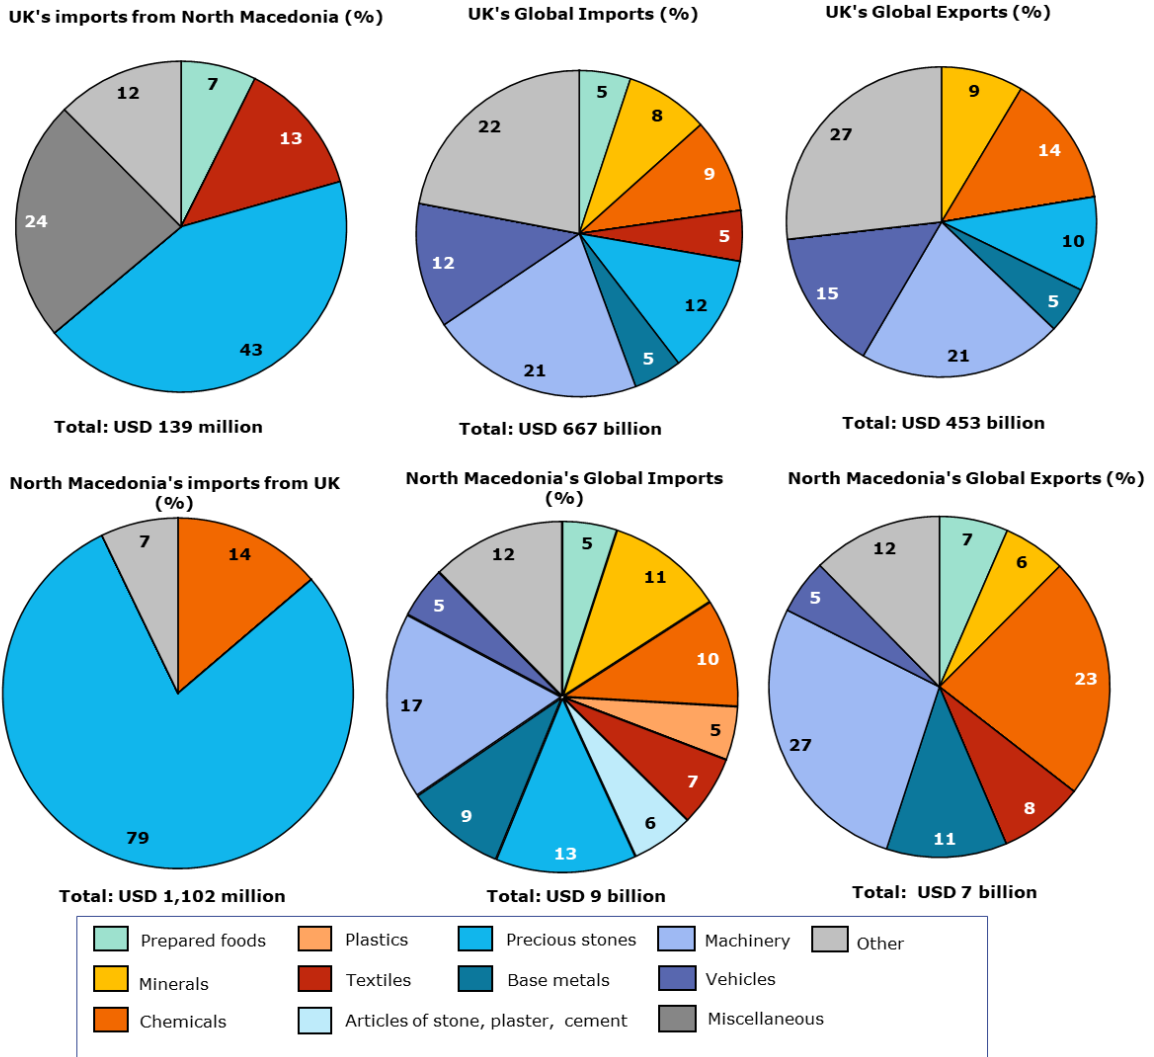 UK's imports from North Macedonia (%)
7
13
43
24
12
Total: USD 139 million
UK's Global Imports (%)
5
8
9
5
12
5
21
12
22
Total: USD 667 billion
UK's Global Exports (%)
9
14
10
5
21
15
27
Total: USD 453 billion
North Macedonia's imports from UK
(%)
14
79
7
Total: USD 1,102 million
North Macedonia's Global Imports
(%)
5
11
10
5
7
6
13
9
17
5
12
Total: USD 9 billion
North Macedonia's Global Exports (%)
7
6
23
8
11
27
5
12
Total: USD 7 billion
Prepared foods
Plastics
Precious stones
Machinery
Other
Minerals
Textiles
Base metals
Vehicles
Chemicals
Articles of stone, plaster, cement
Miscellaneous